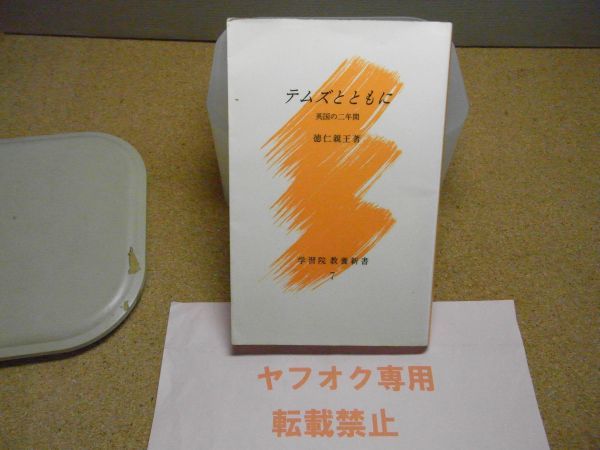 テムズとともに
英国の二年間
徳仁親王著
学習院 教養新書
7
ヤフオク専用
転載禁止